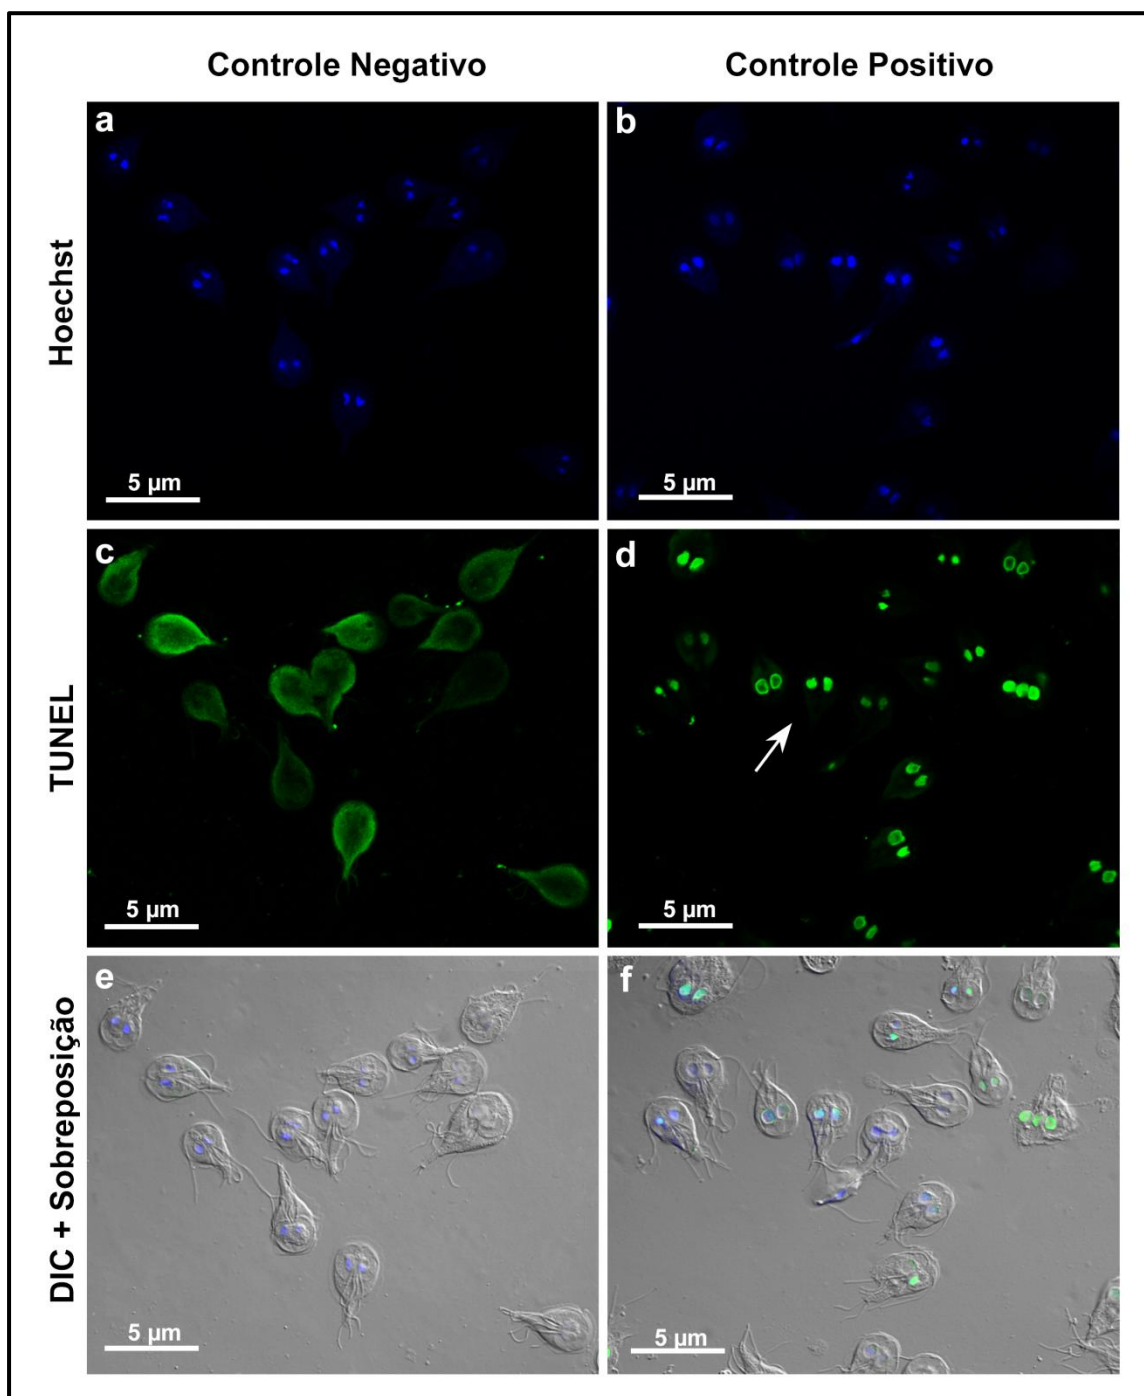 Controle Negativo
Controle Positivo
Hoechst
a
5 µm
b
5 µm
TUNEL
c
5 µm
d
5 µm
DIC + Sobreposição
e
5 µm
f
5 µm